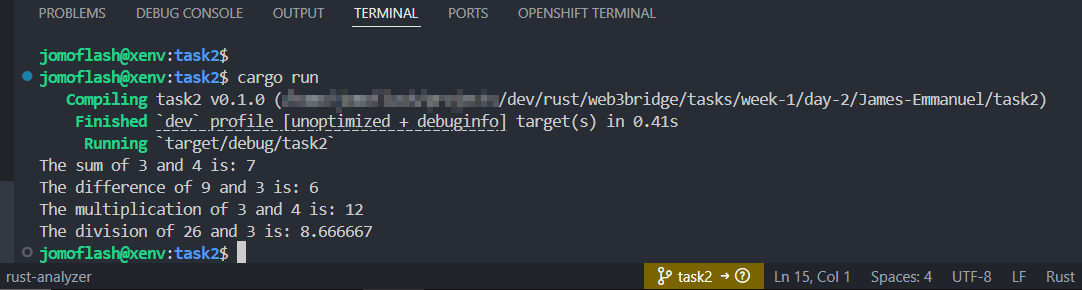 PROBLEMS DEBUG CONSOLE OUTPUT TERMINAL PORTS OPENSHIFT TERMINAL
jomoflash@xenv:task2$
jomoflash@xenv:task2$ cargo run
Compiling task2 v0.1.0 (/dev/rust/web3bridge/tasks/week-1/day-2/James-Emmanuel/task2)
Finished `dev` profile [unoptimized + debuginfo] target(s) in 0.41s
Running `target/debug/task2`
The sum of 3 and 4 is: 7
The difference of 9 and 3 is: 6
The multiplication of 3 and 4 is: 12
The division of 26 and 3 is: 8.666667
jomoflash@xenv:task2$
rust-analyzer task2 Ln 15, Col 1 Spaces: 4 UTF-8 LF Rust